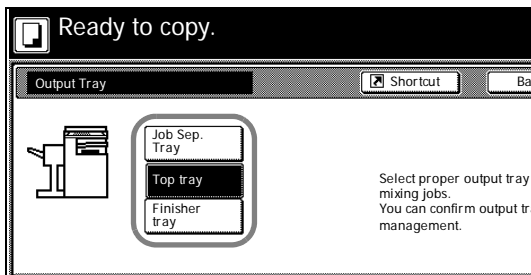 Ready to copy.
Output Tray
Shortcut
Job Sep.
Tray
Top tray
Finisher
tray
Select proper output tray
mixing jobs.
You can confirm output
management.